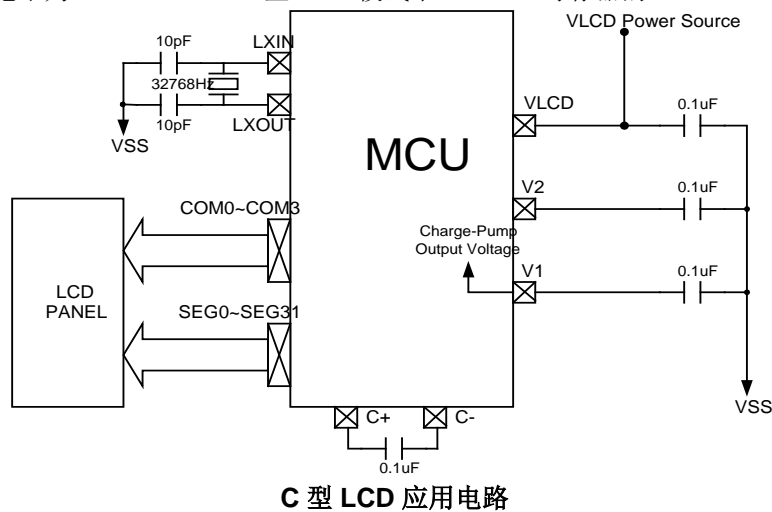 VLCD Power Source
10pF
LXIN
32768Hz
10pF
LXOUT
VSS
VLCD
0.1uF
MCU
V2
0.1uF
COM0~COM3
Charge-Pump
Output Voltage
V1
0.1uF
LCD
PANEL
SEG0~SEG31
VSS
C+
C-
0.1uF
C 型 LCD 应用电路